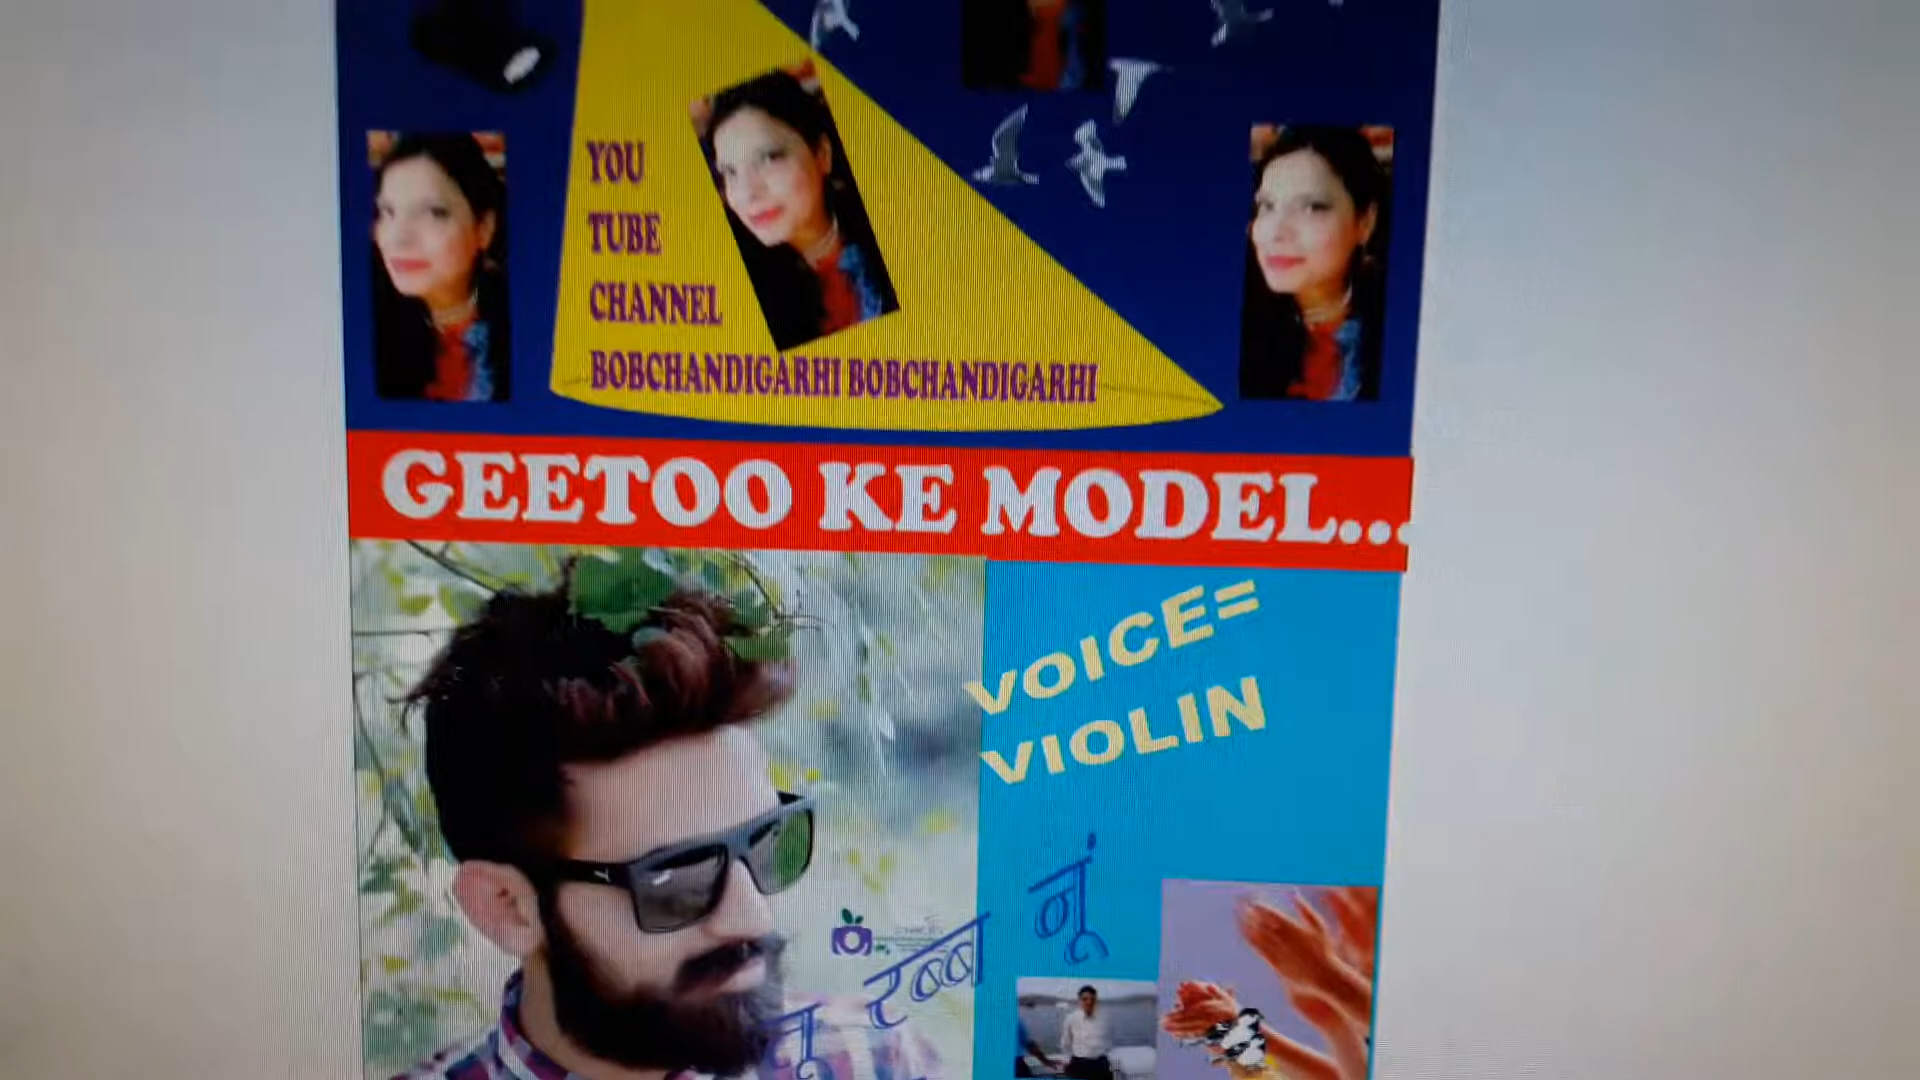 YOU
TUBE
CHANNEL
BOBCHANDIGARHI BOBCHANDIGARHI
GEETOO KE MODEL...
VOICE=
VIOLIN
तू रब्ब नूं